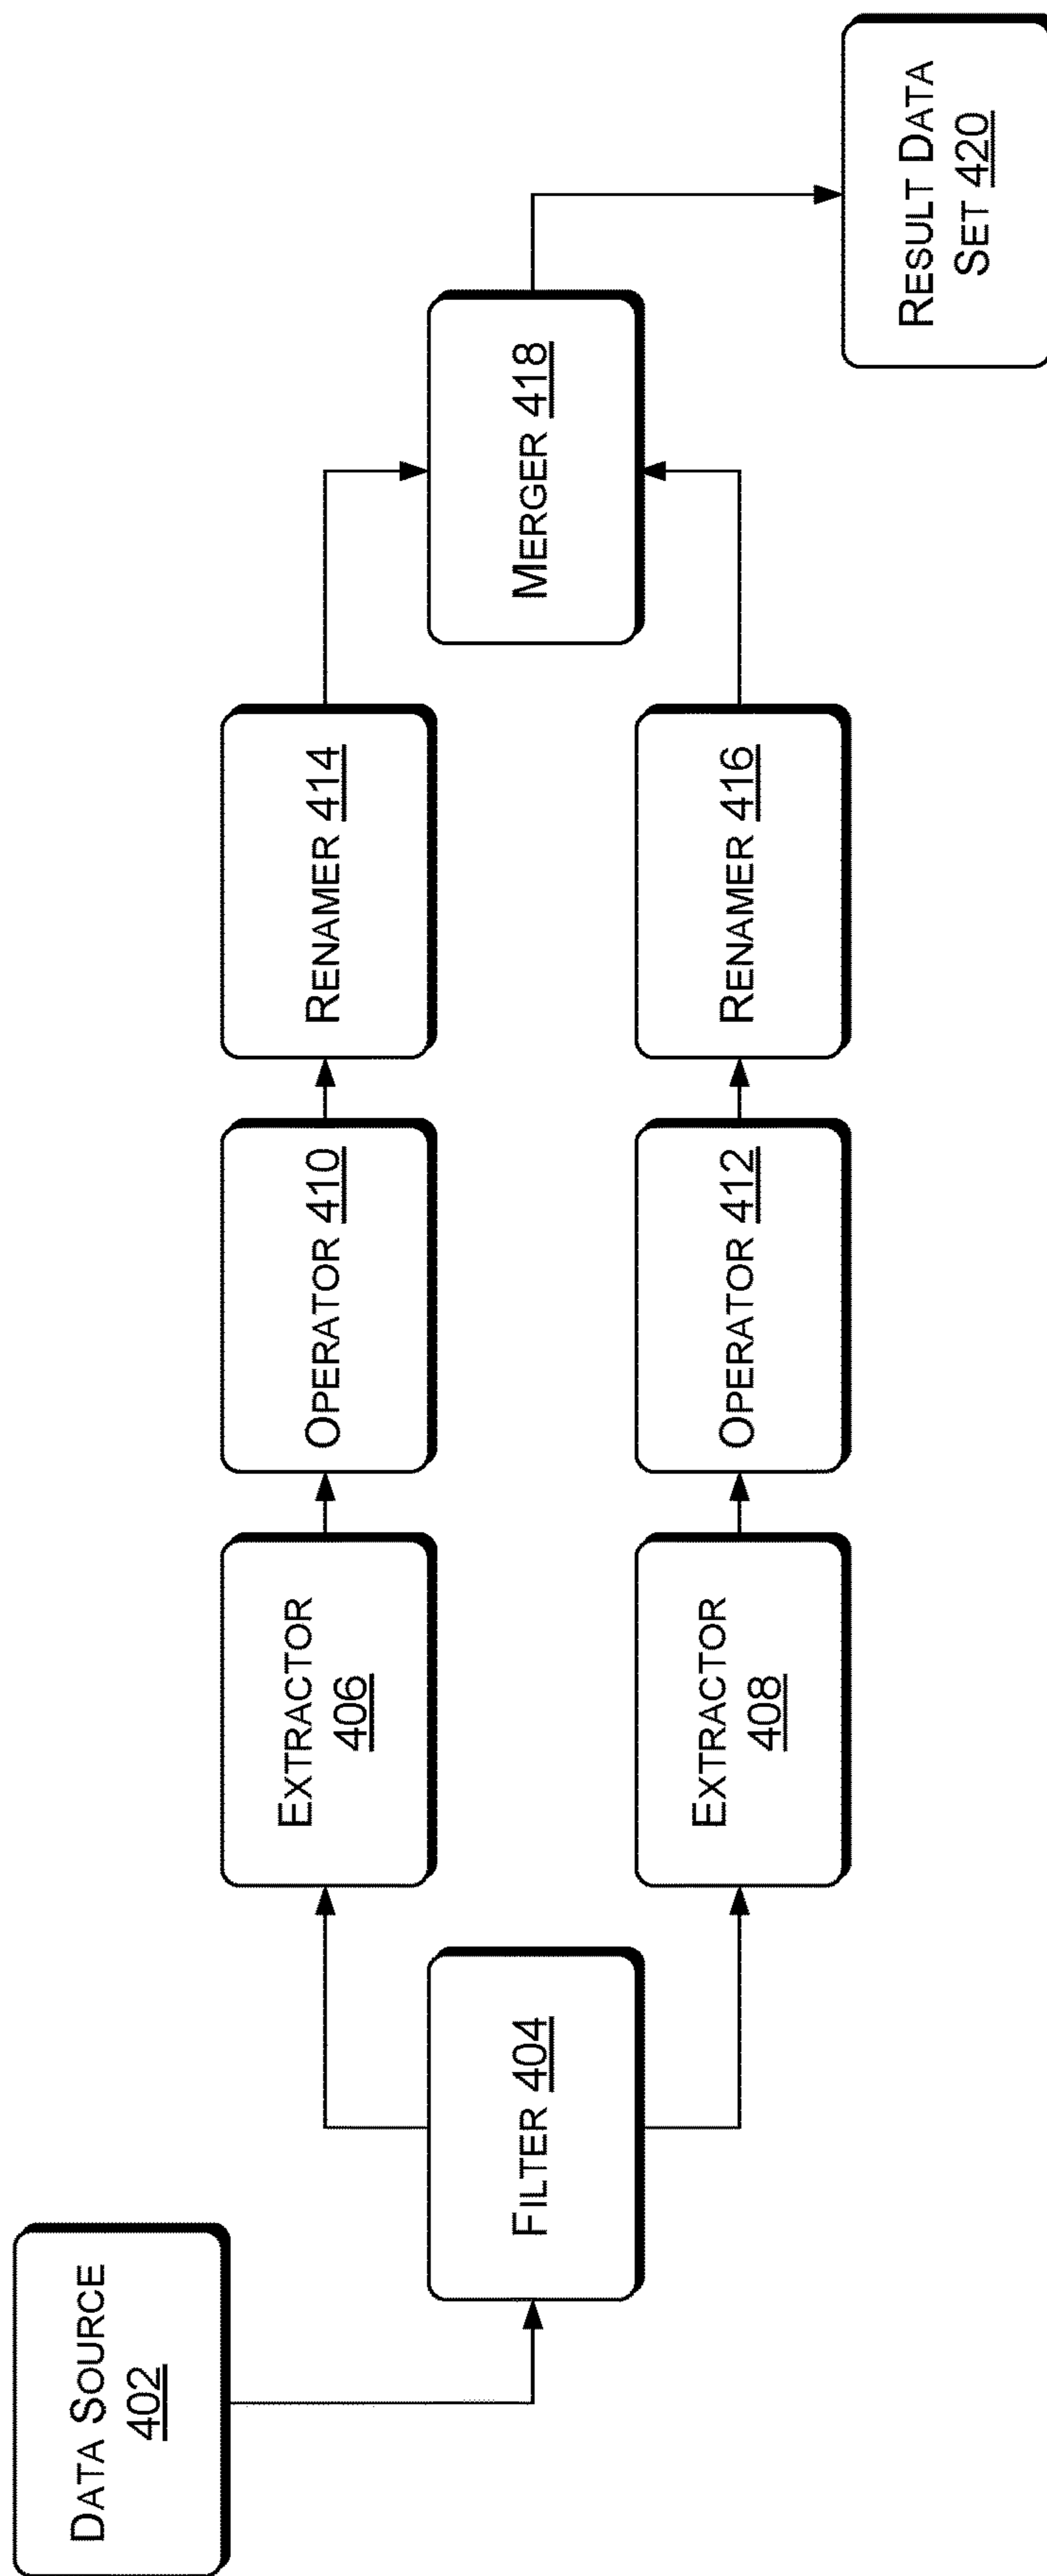 DATA SOURCE
402
FILTER 404
EXTRACTOR
406
EXTRACTOR
408
OPERATOR 410
OPERATOR 412
RENAMER 414
RENAMER 416
MERGER 418
RESULT DATA
SET 420